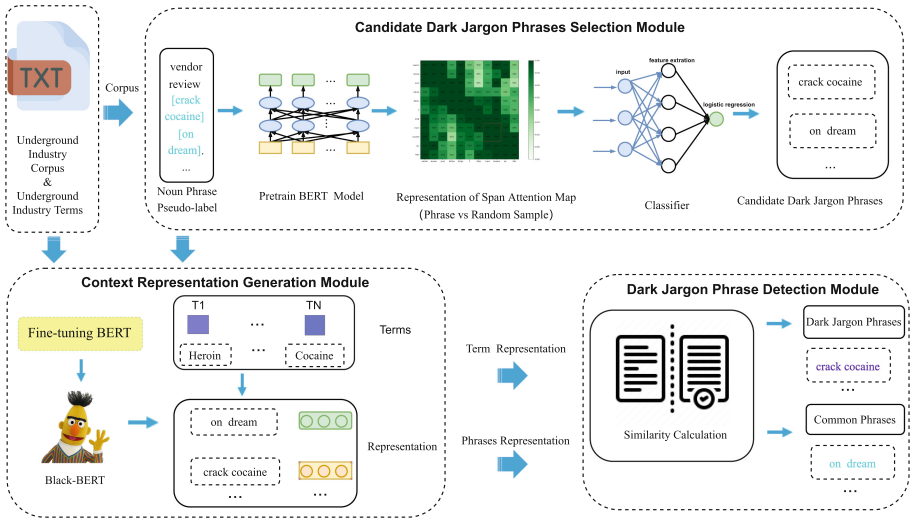 Candidate Dark Jargon Phrases Selection Module
TXT
Underground
Industry
Corpus
&
Underground
Industry Terms
Corpus
vendor
review
[crack
cocaine]
[on
dream].
...
Noun Phrase
Pseudo-label
...
...
Pretrain BERT Model
Representation of Span Attention Map
(Phrase vs Random Sample)
input
feature extration
logistic regression
Classifier
crack cocaine
on dream
...
Candidate Dark Jargon Phrases
Context Representation Generation Module
Fine-tuning BERT
Black-BERT
T1
...
TN
Heroin
...
Cocaine
Terms
on dream
crack cocaine
...
...
Representation
Term Representation
Phrases Representation
Dark Jargon Phrase Detection Module
Similarity Calculation
Dark Jargon Phrases
crack cocaine
...
Common Phrases
on dream
...